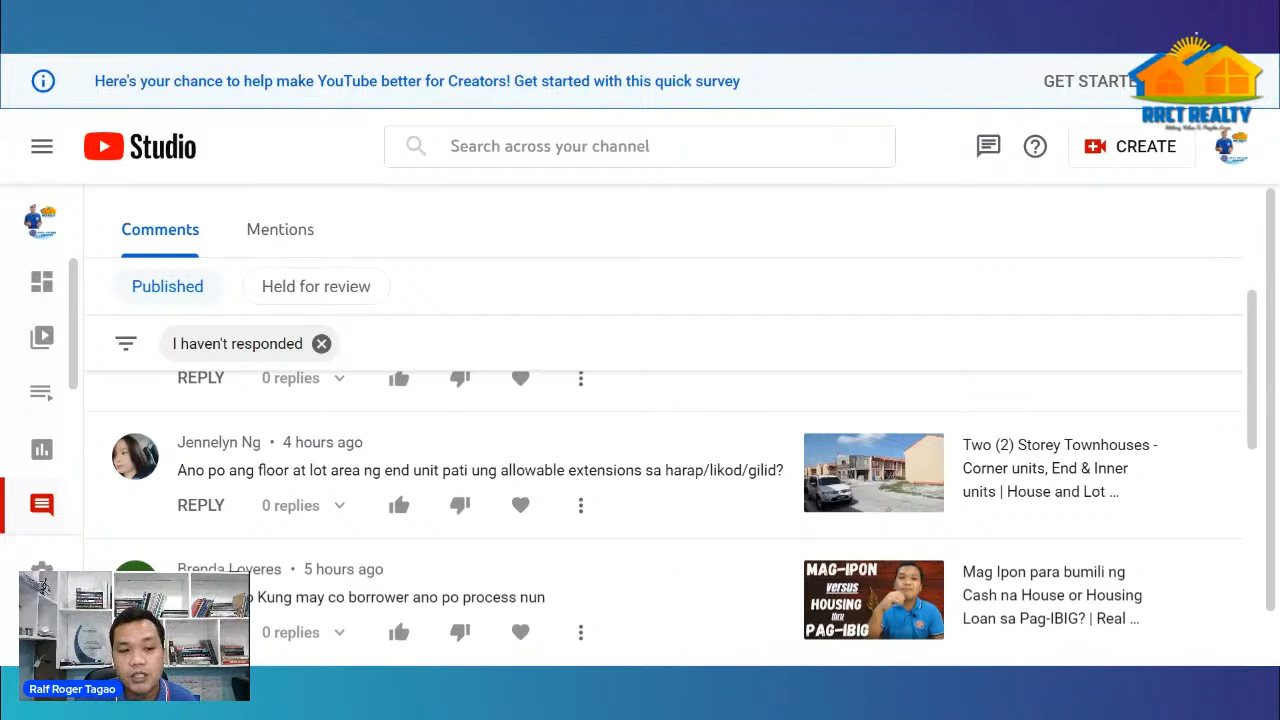 Here's your chance to help make YouTube better for Creators! Get started with this quick survey
GET STARTE
RRCT REALTY
Studio
Search across your channel
CREATE
Comments
Mentions
Published
Held for review
I haven't responded
REPLY
0 replies
Jennelyn Ng • 4 hours ago
Ano po ang floor at lot area ng end unit pati ung allowable extensions sa harap/likod/gilid?
REPLY
0 replies
Two (2) Storey Townhouses -
Corner units, End & Inner
units | House and Lot ...
Brenda Loveres • 5 hours ago
Kung may co borrower ano po process nun
0 replies
MAG-IPON
versus
HOUSING
thru
PAG-IBIG
Mag Ipon para bumili ng
Cash na House or Housing
Loan sa Pag-IBIG? | Real ...
Ralf Roger Tagao